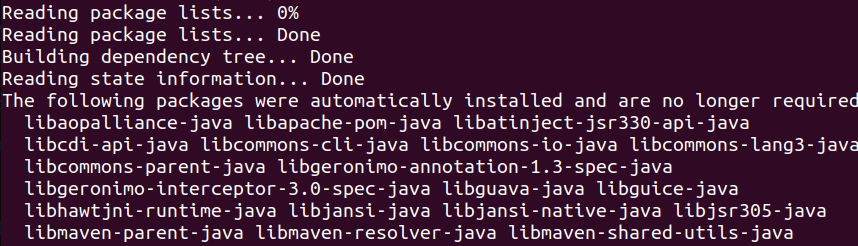 Reading package lists... 0%
Reading package lists... Done
Building dependency tree... Done
Reading state information... Done
The following packages were automatically installed and are no longer required
libaopalliance-java libapache-pom-java libatinject-jsr330-api-java
libcdi-api-java libcommons-cli-java libcommons-io-java libcommons-lang3-java
libcommons-parent-java libgeronimo-annotation-1.3-spec-java
libgeronimo-interceptor-3.0-spec-java libguava-java libguice-java
libhawtjni-runtime-java libjansi-java libjansi-native-java libjsr305-java
libmaven-parent-java libmaven-resolver-java libmaven-shared-utils-java